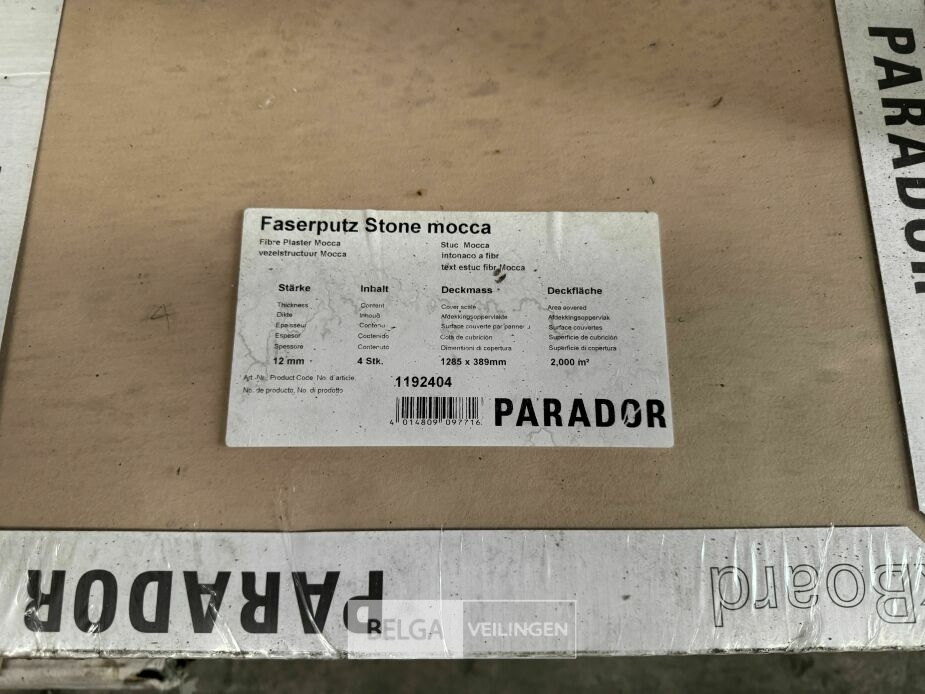 PARADOR
Faserputz Stone mocca
Fibre Plaster Mocca
vezelstructuur Mocca
Stuc Mocca
intonaco a fibr
text estuc fibr Mocca
Stärke Inhalt Deckmass Deckfläche
Thickness Content Cover scale Area covered
Dikte Inhoud Afdekkingsoppervlakte Afdekkingsoppervlak
Epaisseur Contenu Surface couverte par panneau Surface couvertes
Espesor Contenido Cota de cubrición Superficie de cubrición
Spessore Contenuto Dimentioni di copertura Superficie di copertura
12 mm 4 Stk. 1285 x 389mm 2,000 m²
Art.-Nr., Product Code, No. d'article,
No. de producto, No. di prodotto
1192404
4 014809 097716
PARADOR
PARADOR
Board
BELGA VEILINGEN